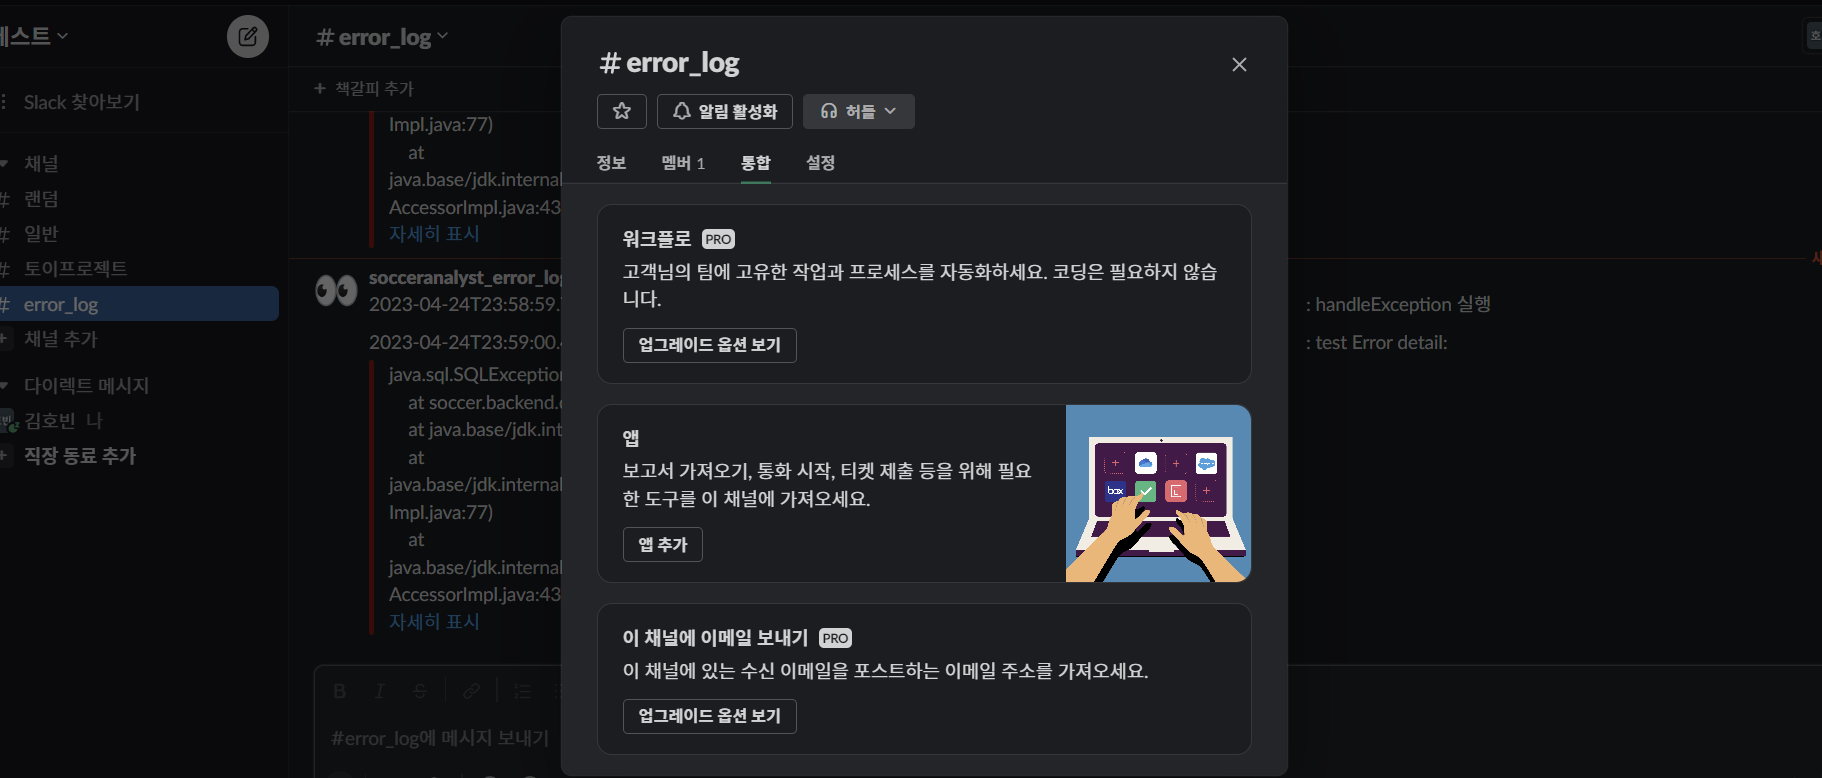 테스트
Slack 찾아보기
채널
# 랜덤
# 일반
# 토이프로젝트
# error_log
+ 채널 추가
다이렉트 메시지
김호빈 나
+ 직장 동료 추가
# error_log
+ 책갈피 추가
Impl.java:77)
at
java.base/jdk.internal
AccessorImpl.java:43
자세히 표시
socceranalyst_error_log
2023-04-24T23:58:59.
: handleException 실행
2023-04-24T23:59:00.
: test Error detail:
java.sql.SQLException
at soccer.backend.
at java.base/jdk.int
at
java.base/jdk.internal
Impl.java:77)
at
java.base/jdk.internal
AccessorImpl.java:43
자세히 표시
B I S
#error_log에 메시지 보내기
# error_log
알림 활성화
허들
정보 멤버 1 통합 설정
워크플로 PRO
고객님의 팀에 고유한 작업과 프로세스를 자동화하세요. 코딩은 필요하지 않습
니다.
업그레이드 옵션 보기
앱
보고서 가져오기, 통화 시작, 티켓 제출 등을 위해 필요
한 도구를 이 채널에 가져오세요.
앱 추가
box
이 채널에 이메일 보내기 PRO
이 채널에 있는 수신 이메일을 포스트하는 이메일 주소를 가져오세요.
업그레이드 옵션 보기